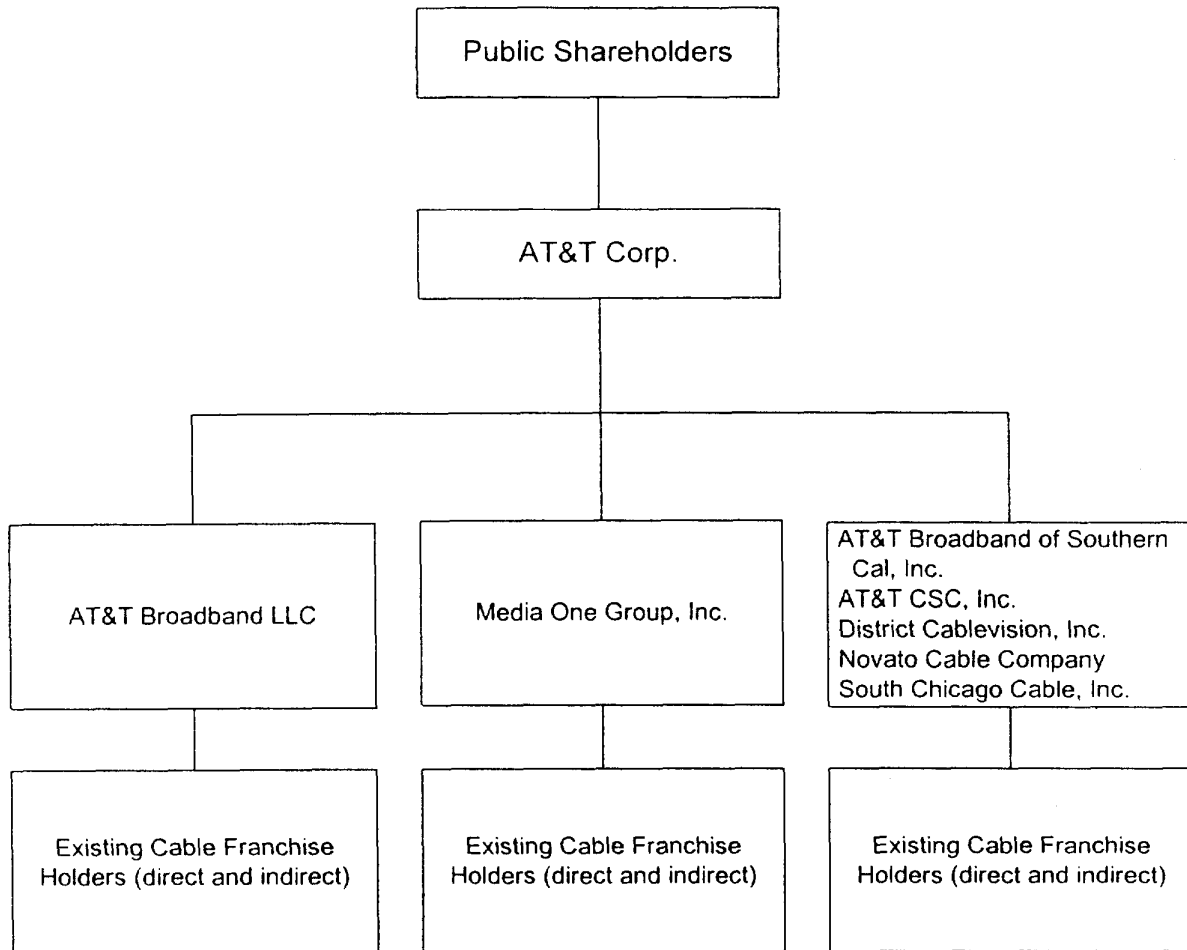 Public Shareholders
AT&T Corp.
AT&T Broadband LLC
Media One Group, Inc.
AT&T Broadband of Southern
Cal, Inc.
AT&T CSC, Inc.
District Cablevision, Inc.
Novato Cable Company
South Chicago Cable, Inc.
Existing Cable Franchise
Holders (direct and indirect)
Existing Cable Franchise
Holders (direct and indirect)
Existing Cable Franchise
Holders (direct and indirect)